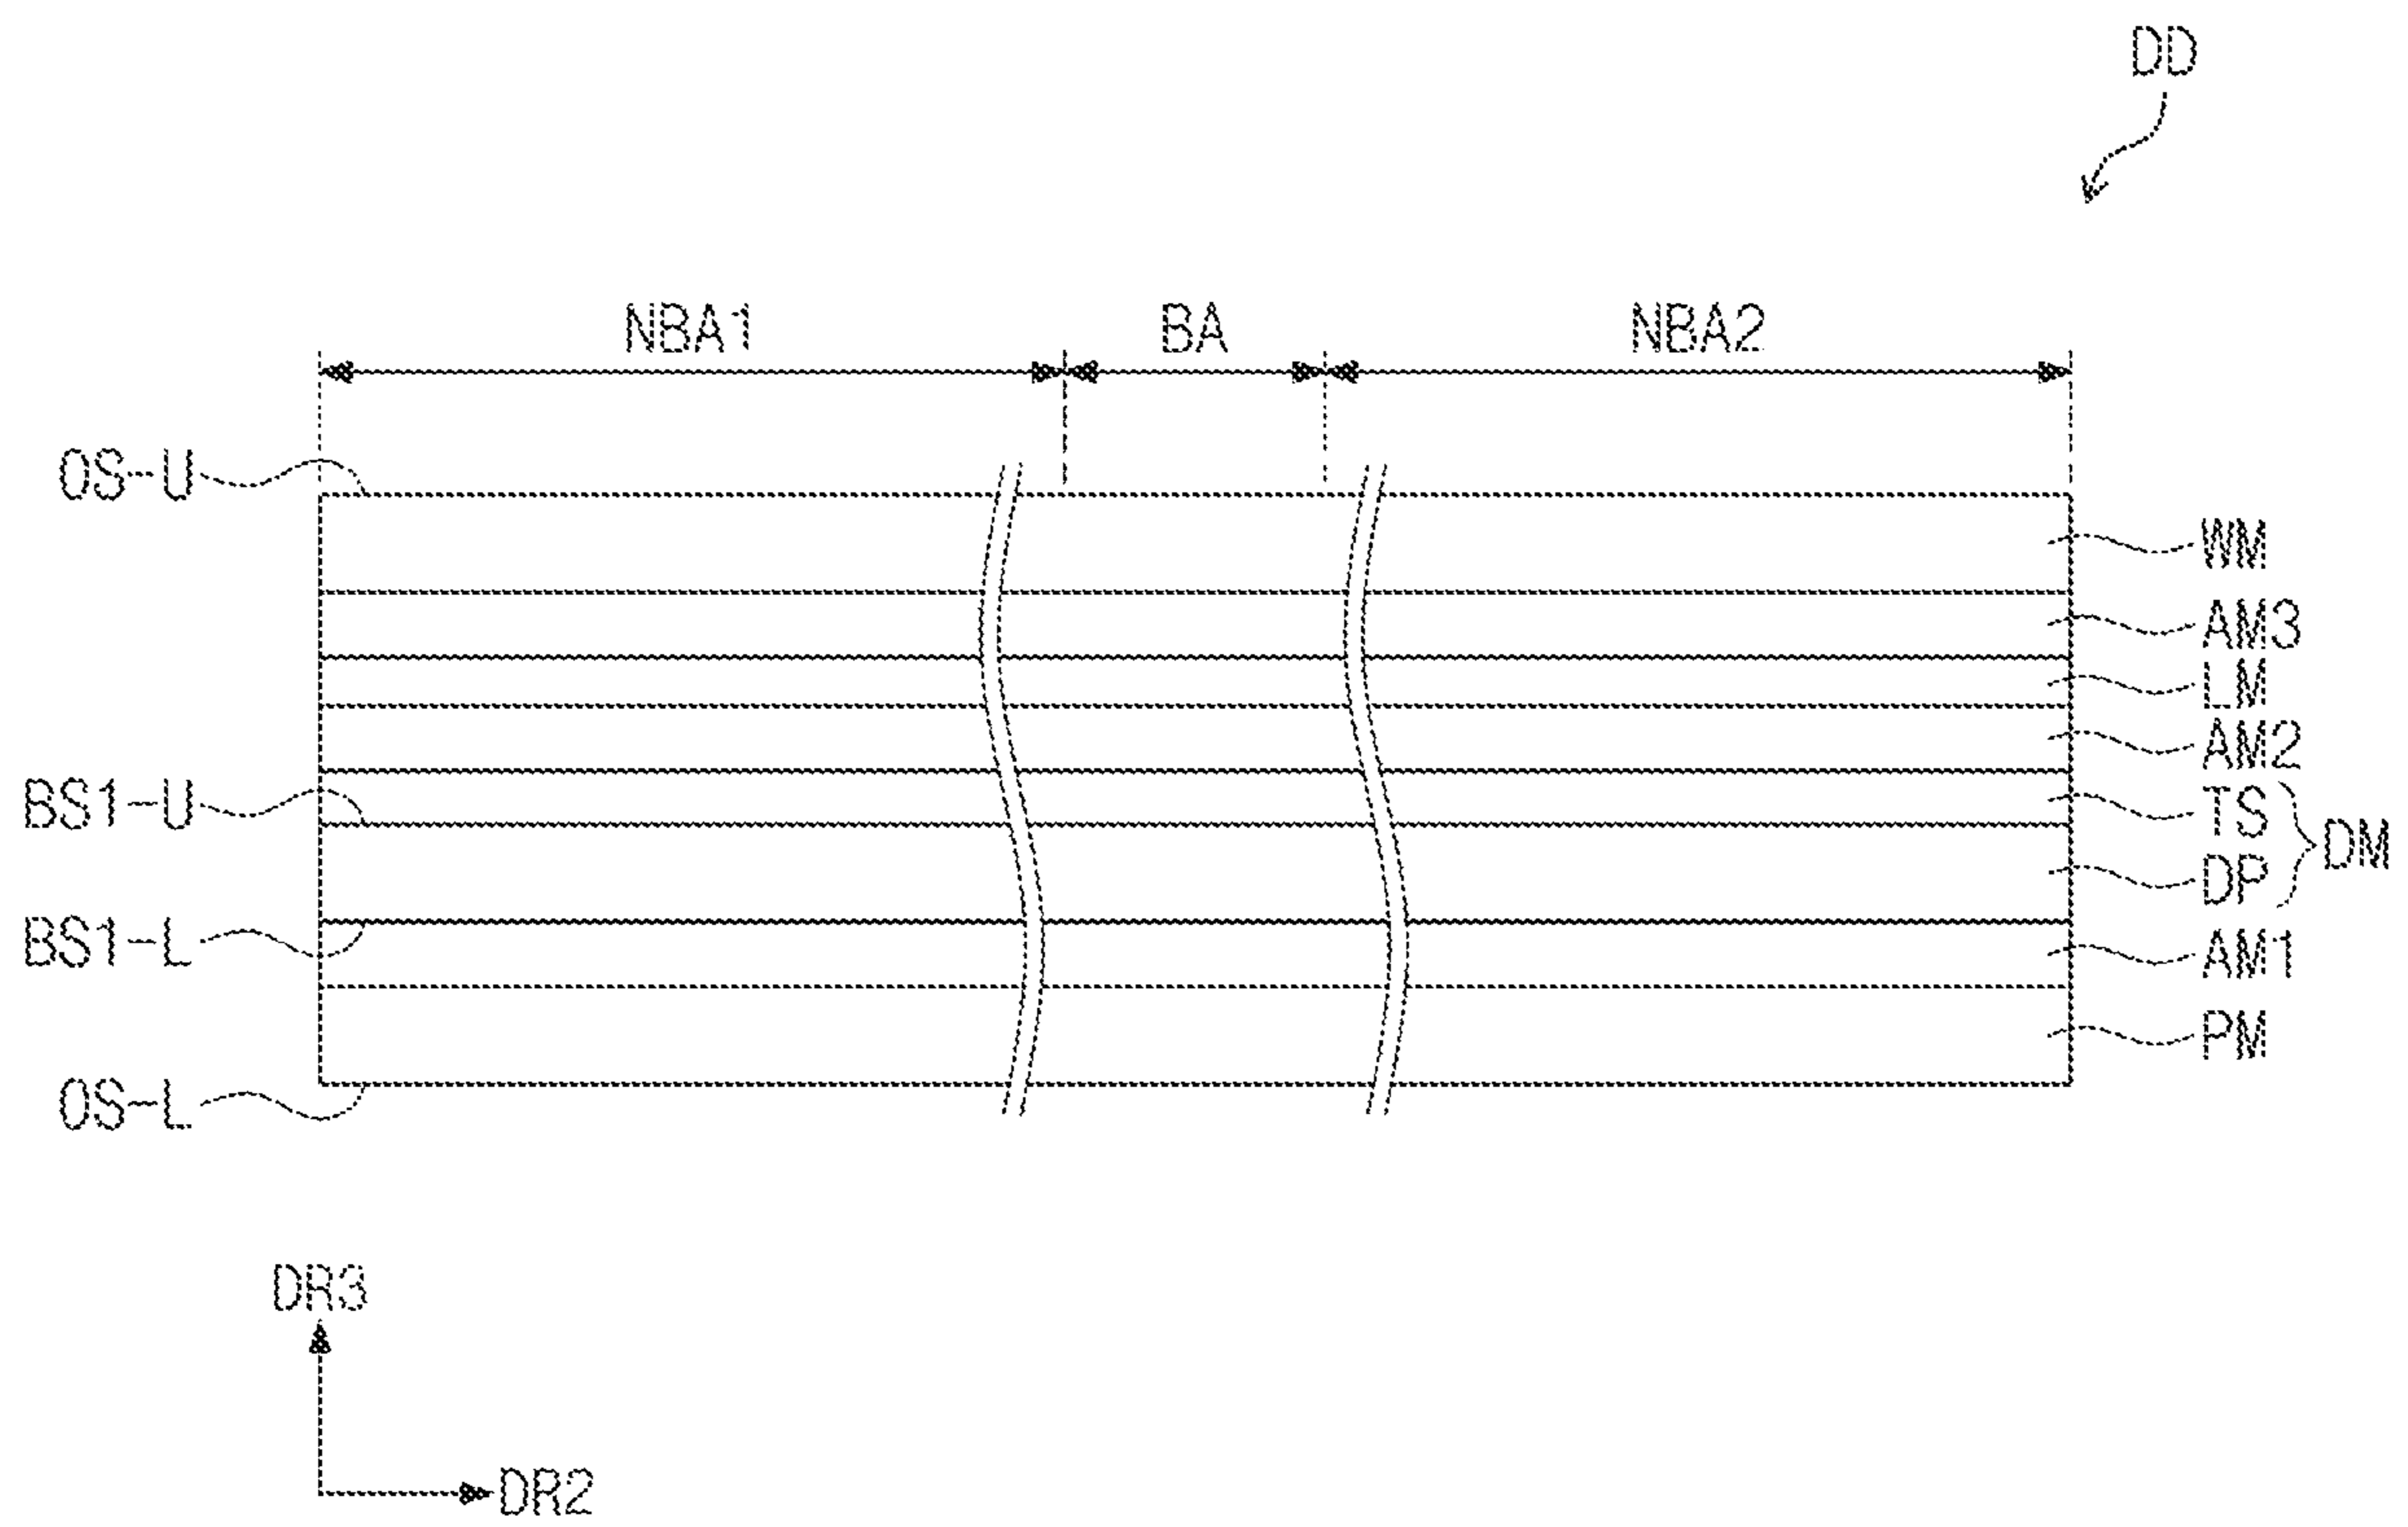 DD
NBA1 BA NBA2
OS-U
WM
AM3
LM
AM2
BS1-U
TS
DM
DP
BS1-L
AM1
PM
OS-L
DR3
DR2